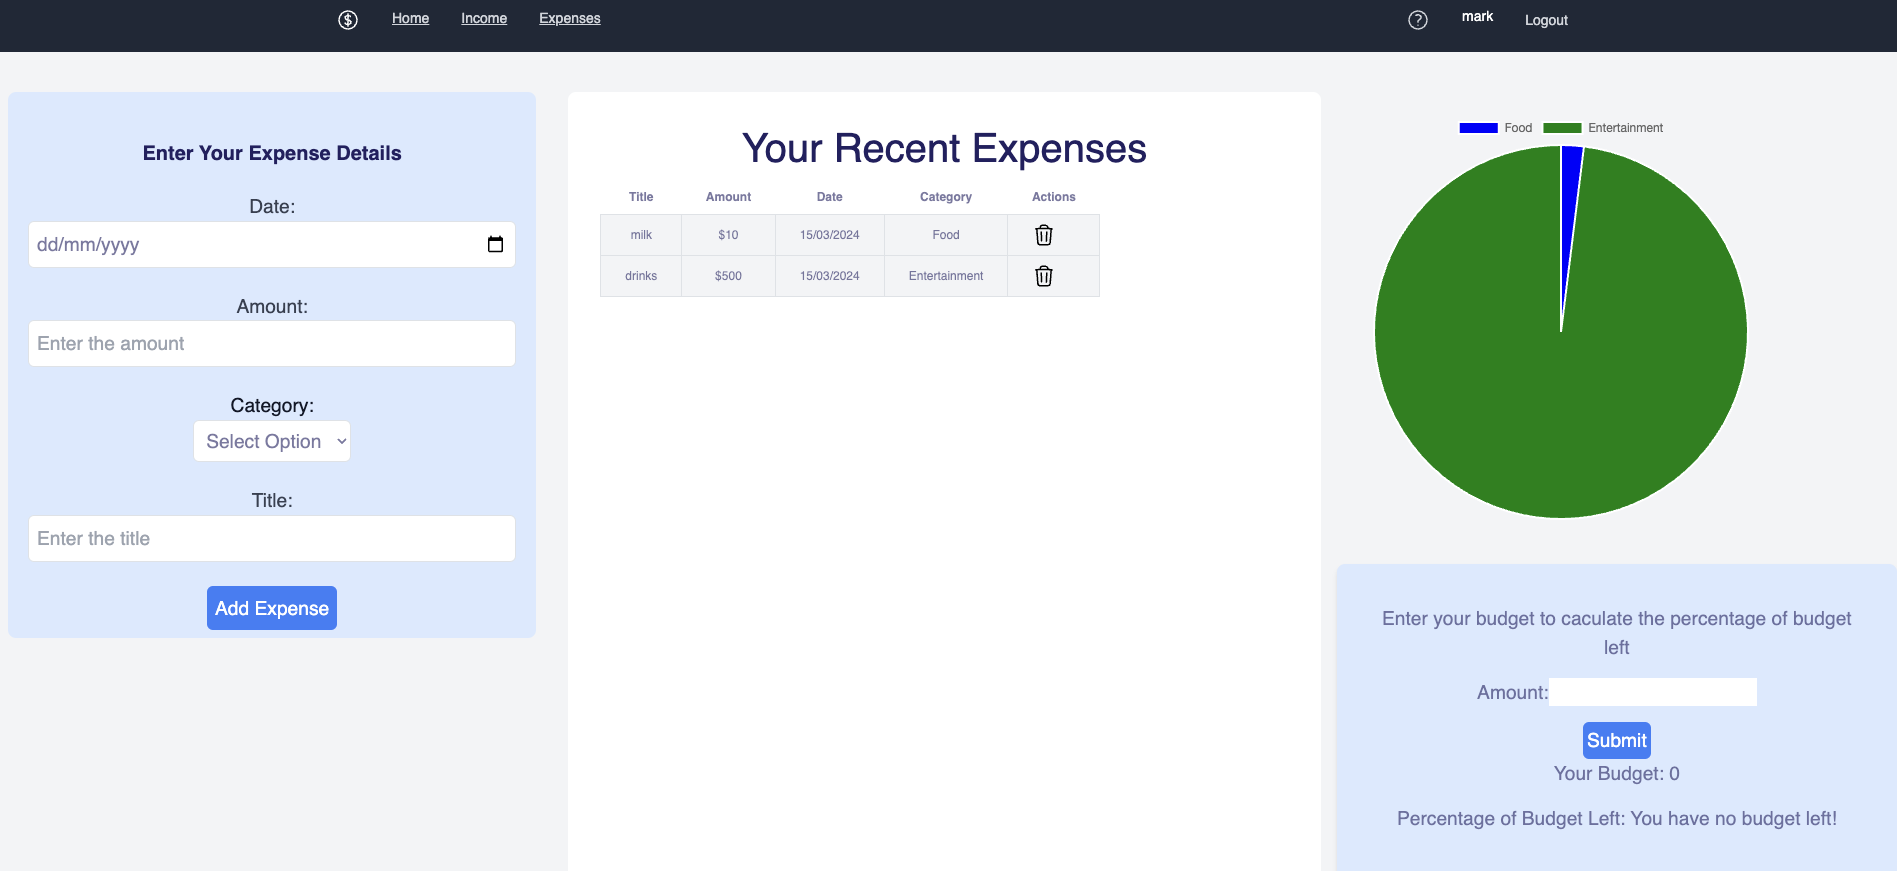 Home Income Expenses mark Logout
Enter Your Expense Details
Date:
dd/mm/yyyy
Amount:
Enter the amount
Category:
Select Option
Title:
Enter the title
Add Expense
Your Recent Expenses
Title Amount Date Category Actions
milk $10 15/03/2024 Food
drinks $500 15/03/2024 Entertainment
Food Entertainment
Enter your budget to caculate the percentage of budget
left
Amount:
Submit
Your Budget: 0
Percentage of Budget Left: You have no budget left!